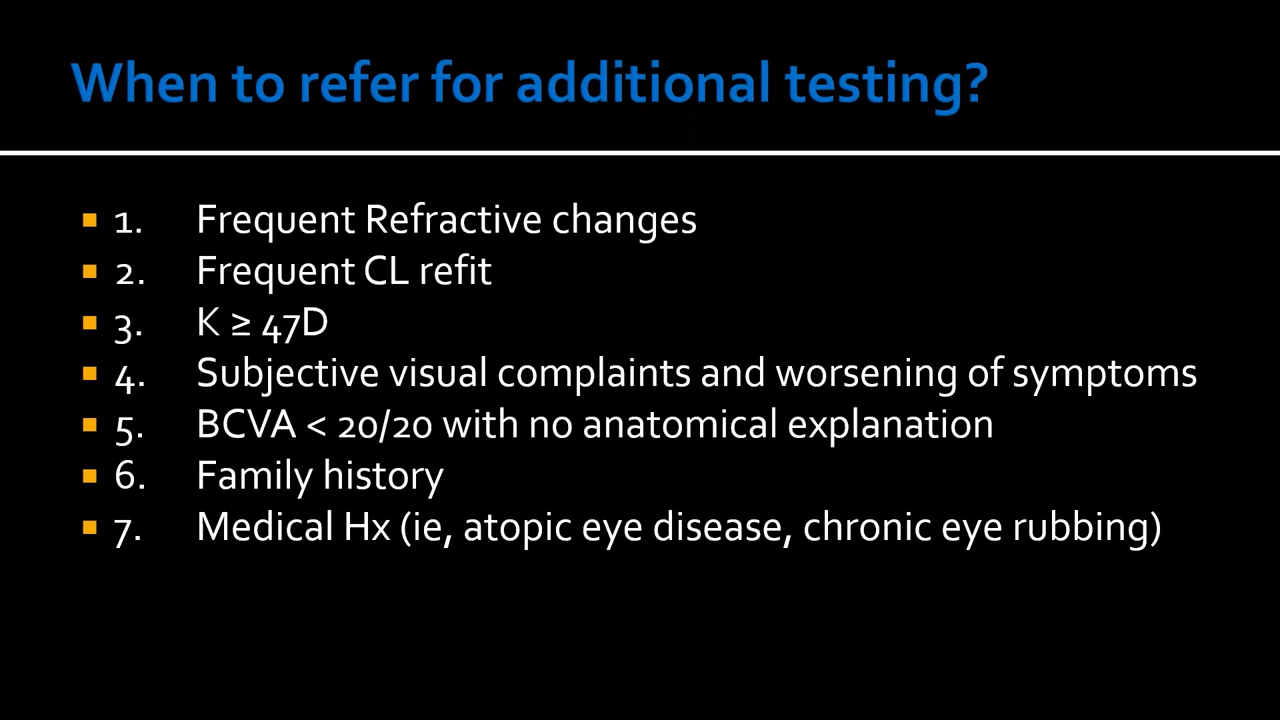 When to refer for additional testing?
1. Frequent Refractive changes
2. Frequent CL refit
3. K ≥ 47D
4. Subjective visual complaints and worsening of symptoms
5. BCVA < 20/20 with no anatomical explanation
6. Family history
7. Medical Hx (ie, atopic eye disease, chronic eye rubbing)